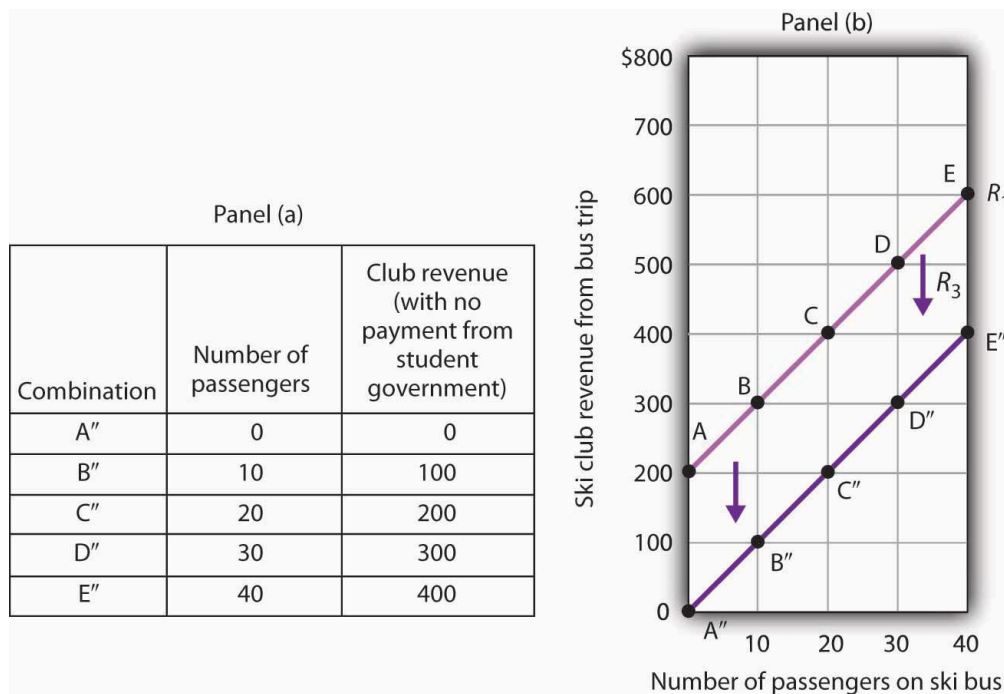 Panel (a)
Combination
Number of
passengers
Club revenue
(with no
payment from
student
government)
A″ 0 0
B″ 10 100
C″ 20 200
D″ 30 300
E″ 40 400
Panel (b)
Ski club revenue from bus trip
$800
700
600
500
400
300
200
100
0
E
D
R₃
C
E″
B
D″
A
C″
B″
A″
10 20 30 40
Number of passengers on ski bus